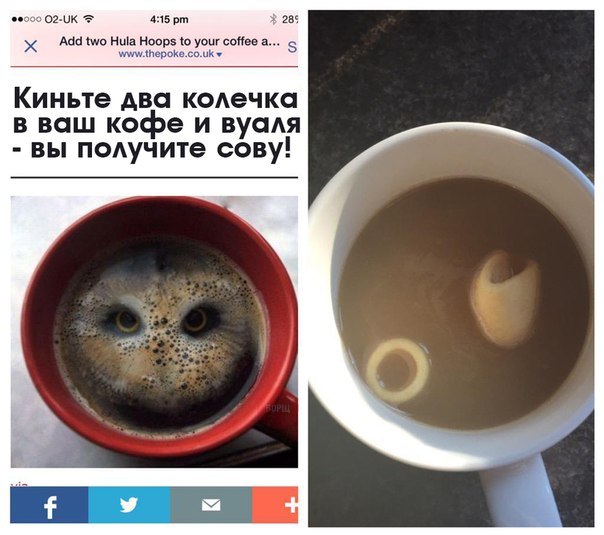 O2-UK 4:15 pm 28%
Add two Hula Hoops to your coffee a... S
www.thepoke.co.uk
Киньте два колечка
в ваш кофе и вуаля
- вы получите сову!
БОРЩ